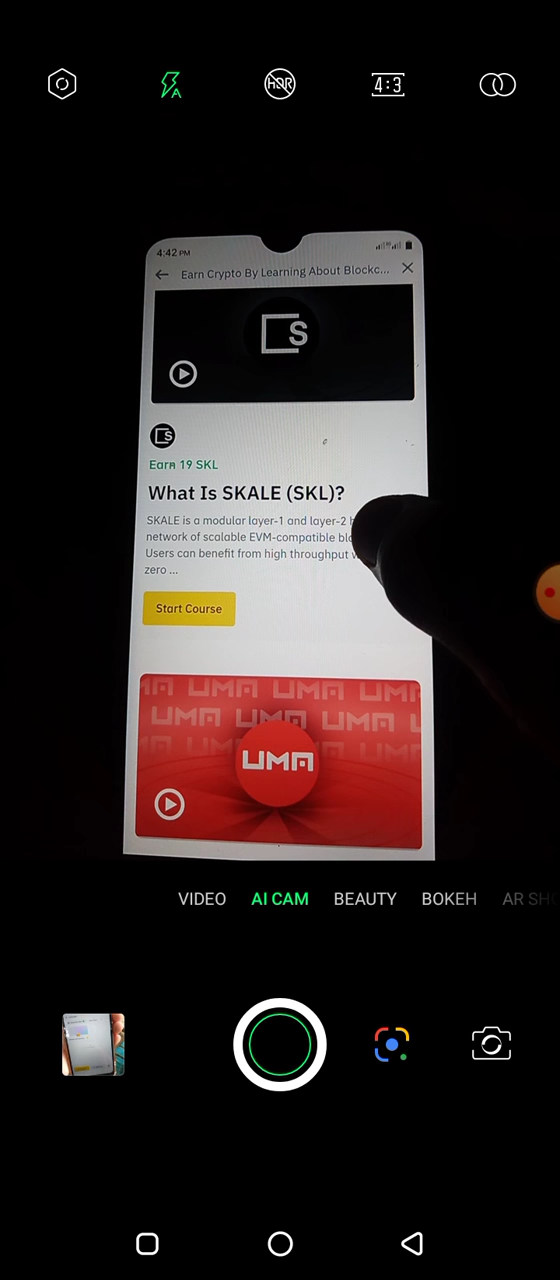 HDR
4:3
4:42 PM
Earn Crypto By Learning About Blockc...
S
S
Earn 19 SKL
What Is SKALE (SKL)?
SKALE is a modular layer-1 and layer-2
network of scalable EVM-compatible
Users can benefit from high throughput
zero ...
Start Course
UMA UMA UMA
UMA UMA UMA
UMA
VIDEO AI CAM BEAUTY BOKEH AR